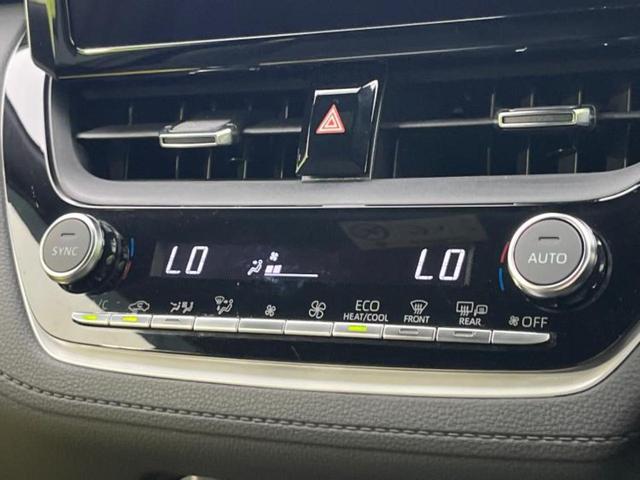 SYNC
AUTO
LO
LO
ECO
HEAT/COOL
FRONT
REAR
OFF